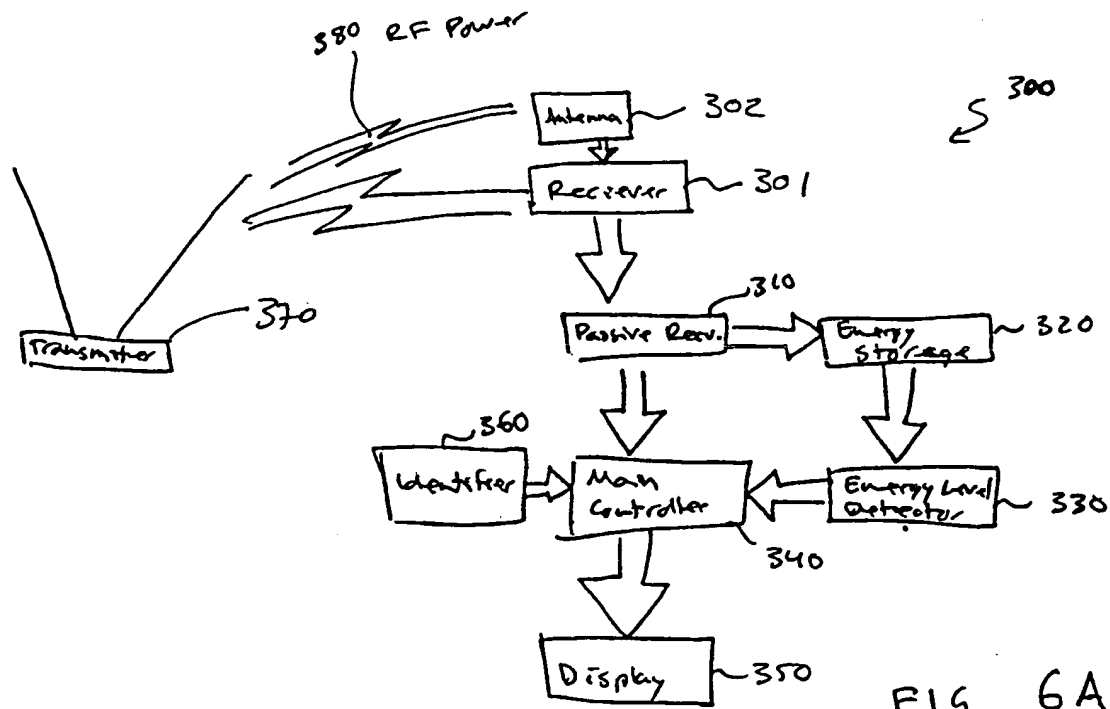 380 RF Power
300
Antenna
302
Reciever
301
310
370
Transmitter
Passive Recv.
Energy
Storage
320
360
Identifier
Main
Controller
Energy Level
Detector
330
340
Display
350
FIG 6A